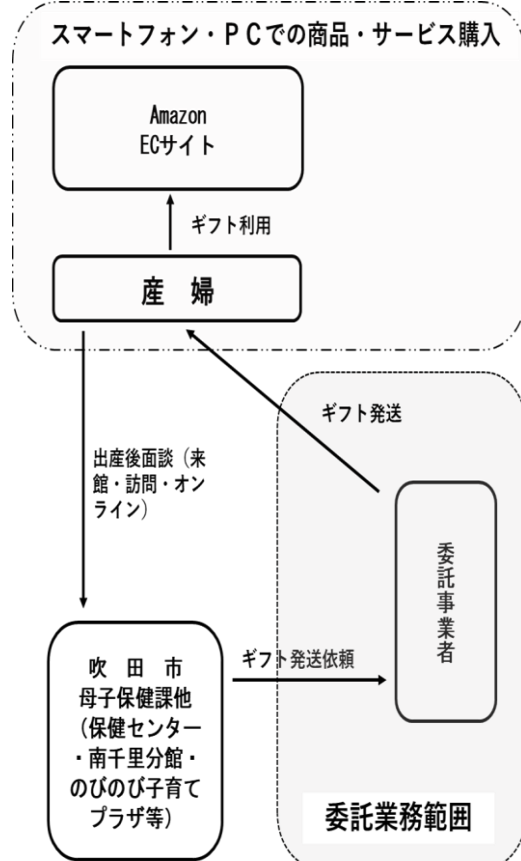 スマートフォン・ＰＣでの商品・サービス購入
Amazon
ECサイト
ギフト利用
産　婦
ギフト発送
出産後面談（来
館・訪問・オン
ライン）
委託事業者
吹　田　市
母子保健課他
（保健センター
・南千里分館・
のびのび子育て
プラザ等）
ギフト発送依頼
委託業務範囲